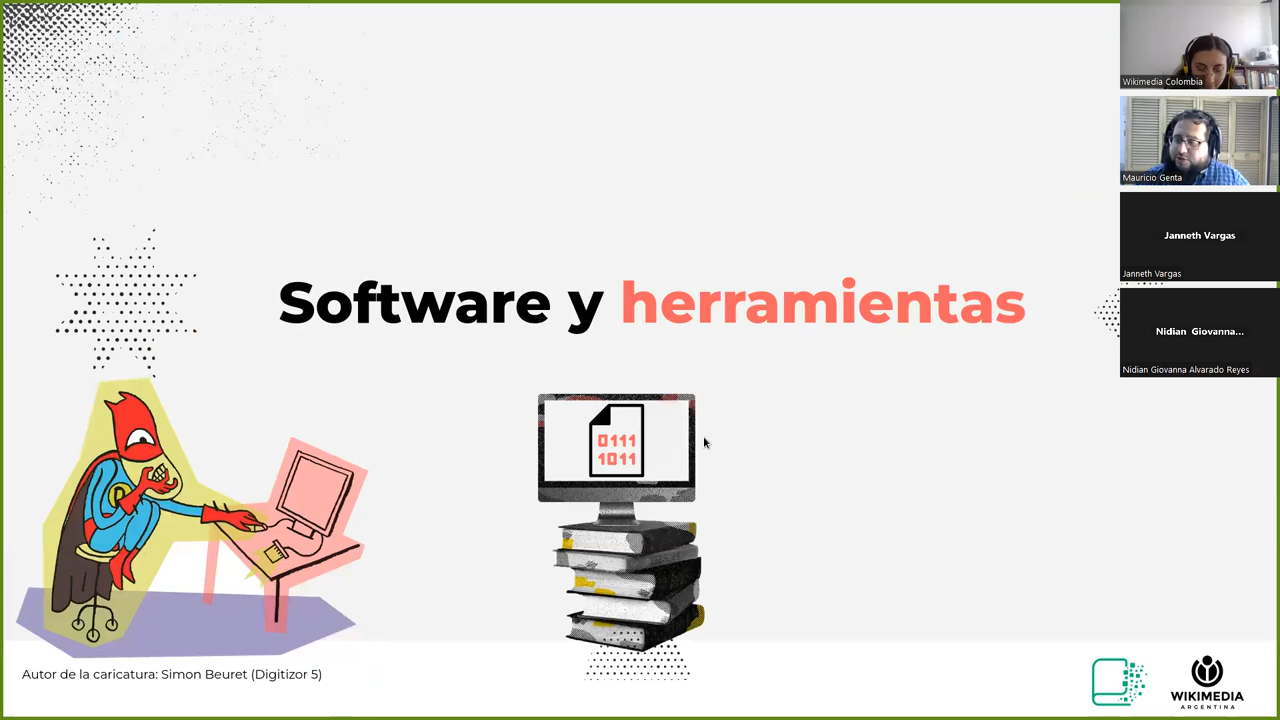 Software y herramientas
0111
1011
D
Autor de la caricatura: Simon Beuret (Digitizor 5)
WIKIMEDIA
ARGENTINA
Wikimedia Colombia
Mauricio Genta
Janneth Vargas
Janneth Vargas
Nidian Giovanna...
Nidian Giovanna Alvarado Reyes